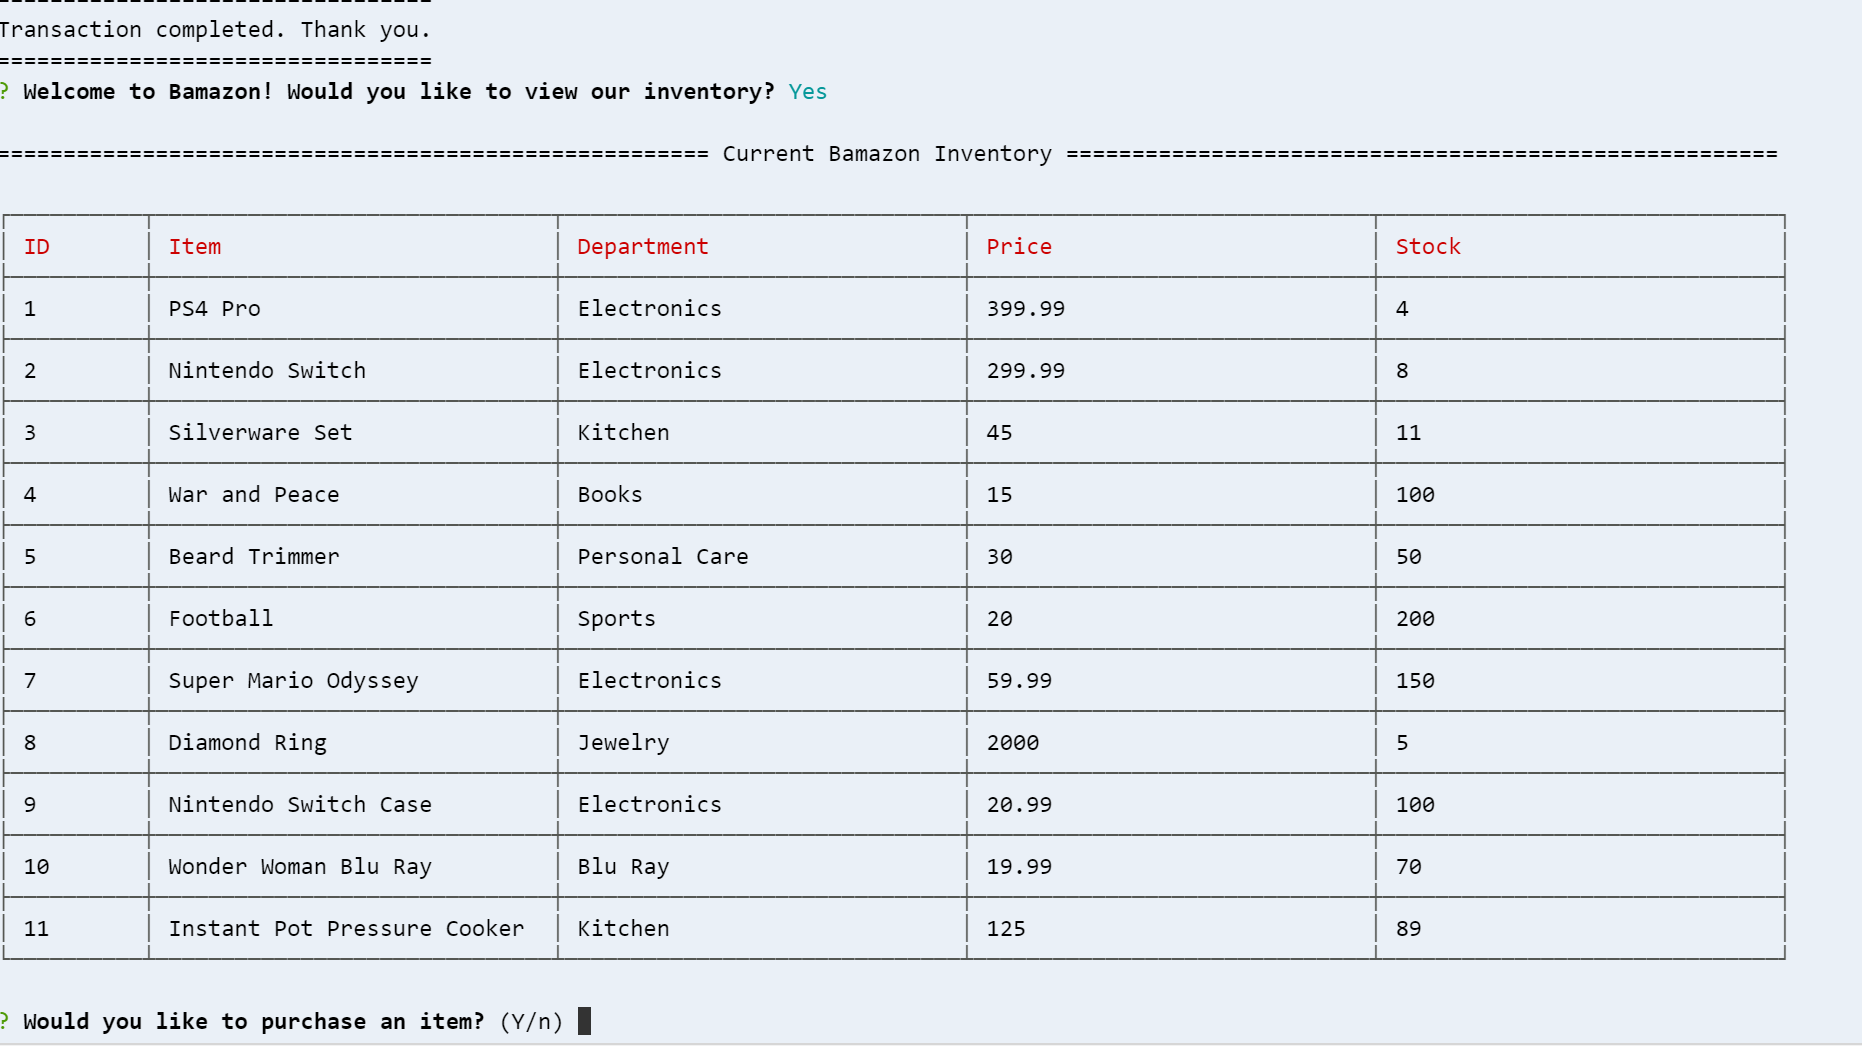 Transaction completed. Thank you.
=================================
? Welcome to Bamazon! Would you like to view our inventory? Yes
====================================================== Current Bamazon Inventory ======================================================
ID Item Department Price Stock
1 PS4 Pro Electronics 399.99 4
2 Nintendo Switch Electronics 299.99 8
3 Silverware Set Kitchen 45 11
4 War and Peace Books 15 100
5 Beard Trimmer Personal Care 30 50
6 Football Sports 20 200
7 Super Mario Odyssey Electronics 59.99 150
8 Diamond Ring Jewelry 2000 5
9 Nintendo Switch Case Electronics 20.99 100
10 Wonder Woman Blu Ray Blu Ray 19.99 70
11 Instant Pot Pressure Cooker Kitchen 125 89
? Would you like to purchase an item? (Y/n)